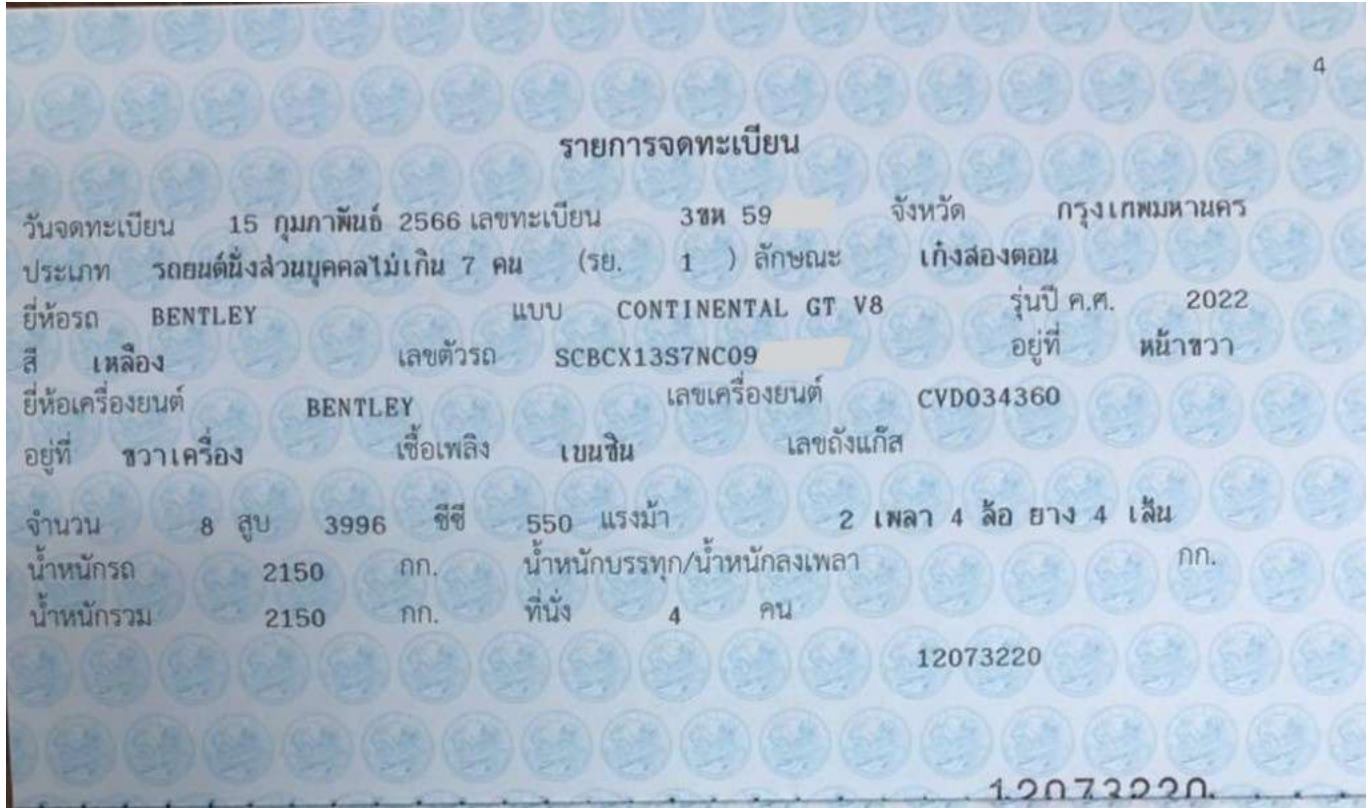 4
รายการจดทะเบียน
วันจดทะเบียน 15 กุมภาพันธ์ 2566 เลขทะเบียน 3ขห 59 จังหวัด กรุงเทพมหานคร
ประเภท รถยนต์นั่งส่วนบุคคลไม่เกิน 7 คน (รย. 1 ) ลักษณะ เก๋งสองตอน
ยี่ห้อรถ BENTLEY แบบ CONTINENTAL GT V8 รุ่นปี ค.ศ. 2022
สี เหลือง เลขตัวรถ SCBCX13S7NC09 อยู่ที่ หน้าขวา
ยี่ห้อเครื่องยนต์ BENTLEY เลขเครื่องยนต์ CVD034360
อยู่ที่ ขวาเครื่อง เชื้อเพลิง เบนซิน เลขถังแก๊ส
จำนวน 8 สูบ 3996 ซีซี 550 แรงม้า 2 เพลา 4 ล้อ ยาง 4 เส้น
น้ำหนักรถ 2150 กก. น้ำหนักบรรทุก/น้ำหนักลงเพลา กก.
น้ำหนักรวม 2150 กก. ที่นั่ง 4 คน
12073220
12073220